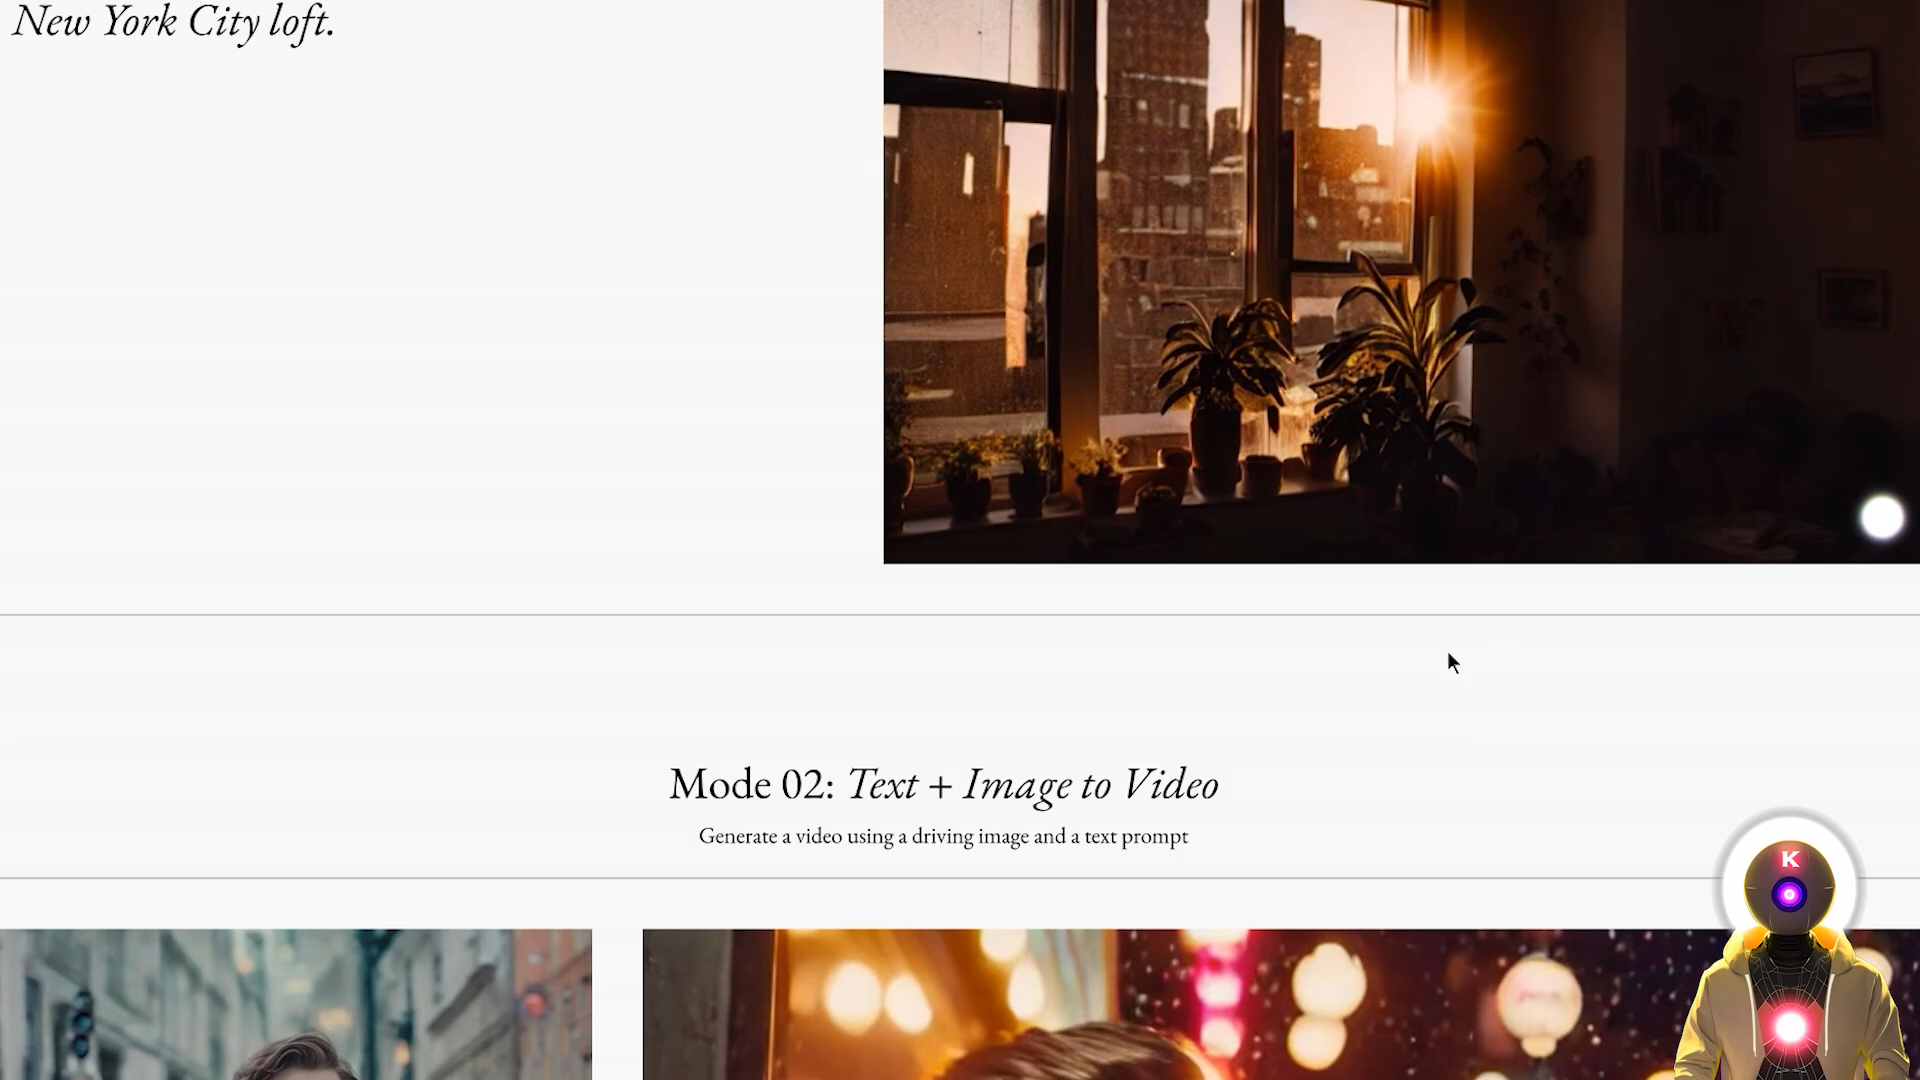 New York City loft.
Mode 02: Text + Image to Video
Generate a video using a driving image and a text prompt
K